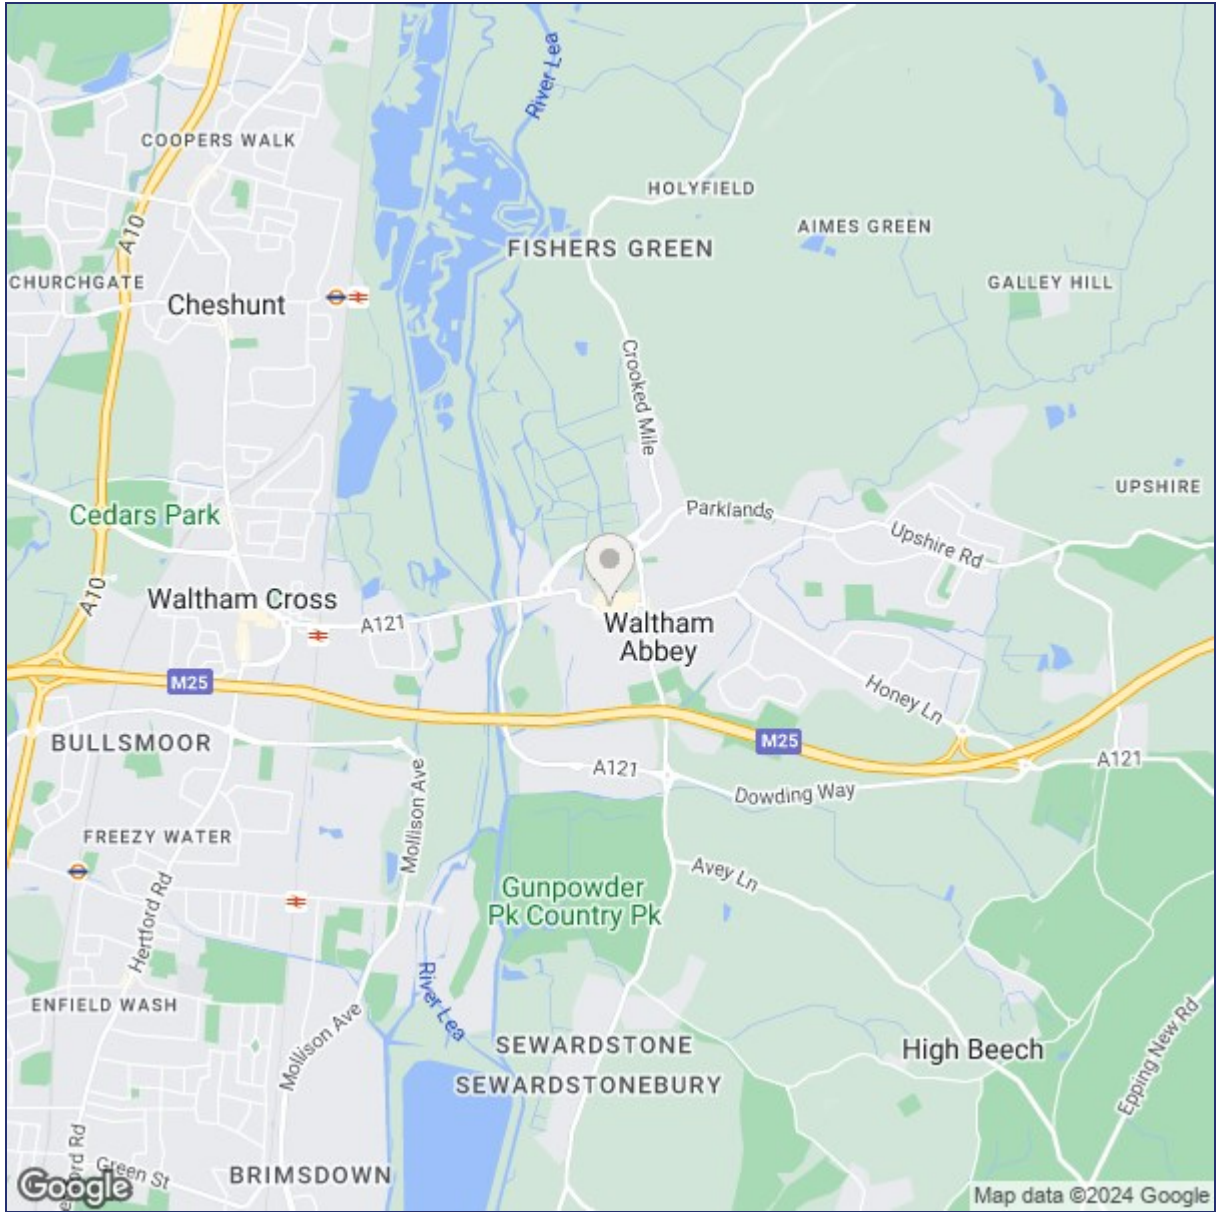 River Lea
COOPERS WALK
HOLYFIELD
AIMES GREEN
A10
FISHERS GREEN
CHURCHGATE
GALLEY HILL
Cheshunt
Crooked Mile
UPSHIRE
Cedars Park
Parklands
Upshire Rd
A10
Waltham Cross
A121
Waltham
Abbey
M25
Honey Ln
BULLSMOOR
M25
A121
A121
Mollison Ave
Dowding Way
FREEZY WATER
Hertford Rd
Avey Ln
Gunpowder
Pk Country Pk
River Lea
ENFIELD WASH
Mollison Ave
SEWARDSTONE
High Beech
Epping New Rd
SEWARDSTONEBURY
ford Rd
Green St
BRIMSDOWN
Google
Map data ©2024 Google